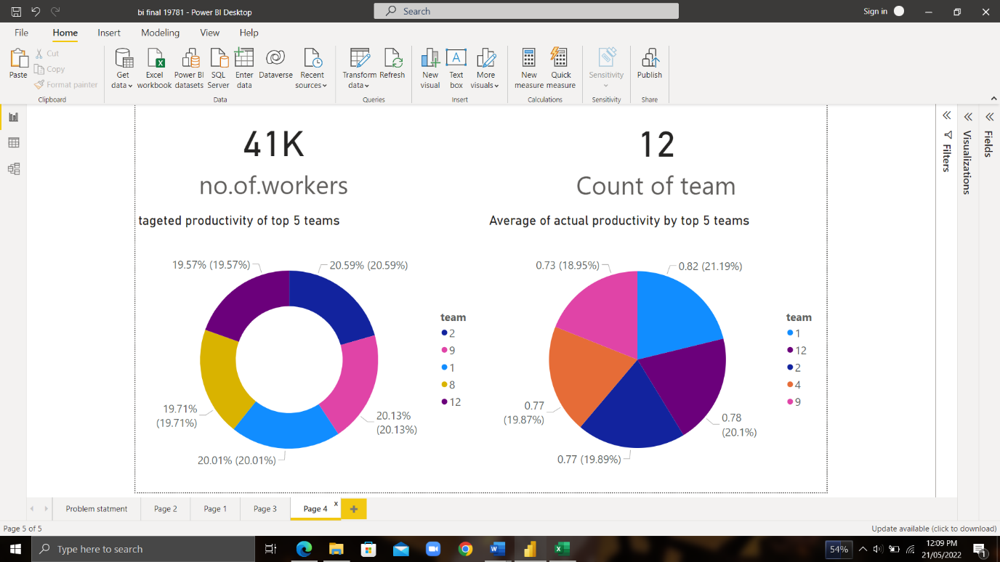 bi final 19781 - Power BI Desktop
Search
Sign in
File Home Insert Modeling View Help
Paste
Cut
Copy
Format painter
Clipboard
Get data
Excel workbook
Power BI datasets
SQL Server
Enter data
Dataverse
Recent sources
Data
Transform data
Refresh
Queries
New visual
Text box
More visuals
Insert
New measure
Quick measure
Calculations
Sensitivity
Sensitivity
Publish
Share
41K
no.of.workers
12
Count of team
tageted productivity of top 5 teams
19.57% (19.57%)
20.59% (20.59%)
19.71%
(19.71%)
20.13%
(20.13%)
20.01% (20.01%)
team
2
9
1
8
12
Average of actual productivity by top 5 teams
0.73 (18.95%)
0.82 (21.19%)
0.77
(19.87%)
0.78
(20.1%)
0.77 (19.89%)
team
1
12
2
4
9
Filters
Visualizations
Fields
Problem statment
Page 2
Page 1
Page 3
Page 4
x
+
Page 5 of 5
Update available (click to download)
Type here to search
54%
12:09 PM
21/05/2022
1